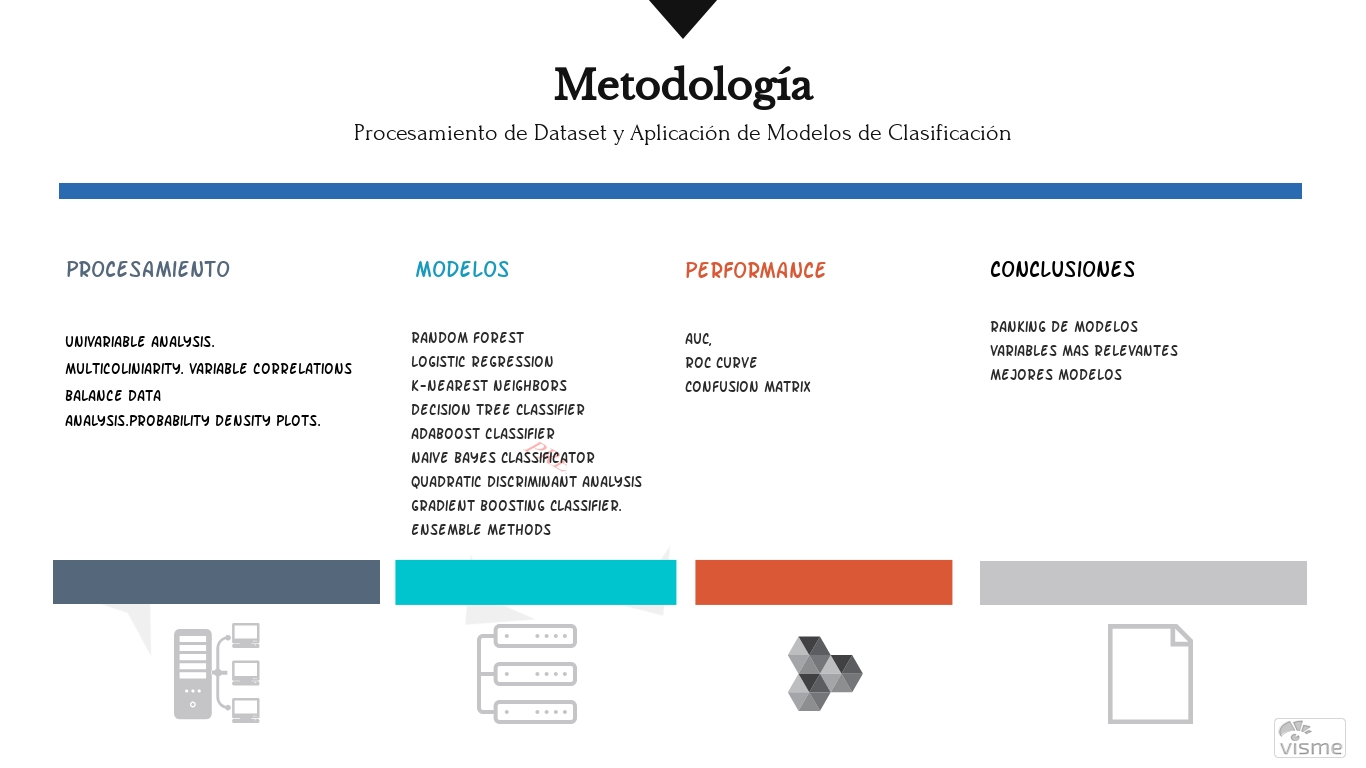 Metodología
Procesamiento de Dataset y Aplicación de Modelos de Clasificación
PROCESAMIENTO
UNIVARIABLE ANALYSIS.
MULTICOLINIARITY. VARIABLE CORRELATIONS
BALANCE DATA
ANALYSIS.PROBABILITY DENSITY PLOTS.
MODELOS
RANDOM FOREST
LOGISTIC REGRESSION
K-NEAREST NEIGHBORS
DECISION TREE CLASSIFIER
ADABOOST CLASSIFIER
NAIVE BAYES CLASSIFICATOR
QUADRATIC DISCRIMINANT ANALYSIS
GRADIENT BOOSTING CLASSIFIER.
ENSEMBLE METHODS
PERFORMANCE
AUC,
ROC CURVE
CONFUSION MATRIX
CONCLUSIONES
RANKING DE MODELOS
VARIABLES MAS RELEVANTES
MEJORES MODELOS
visme